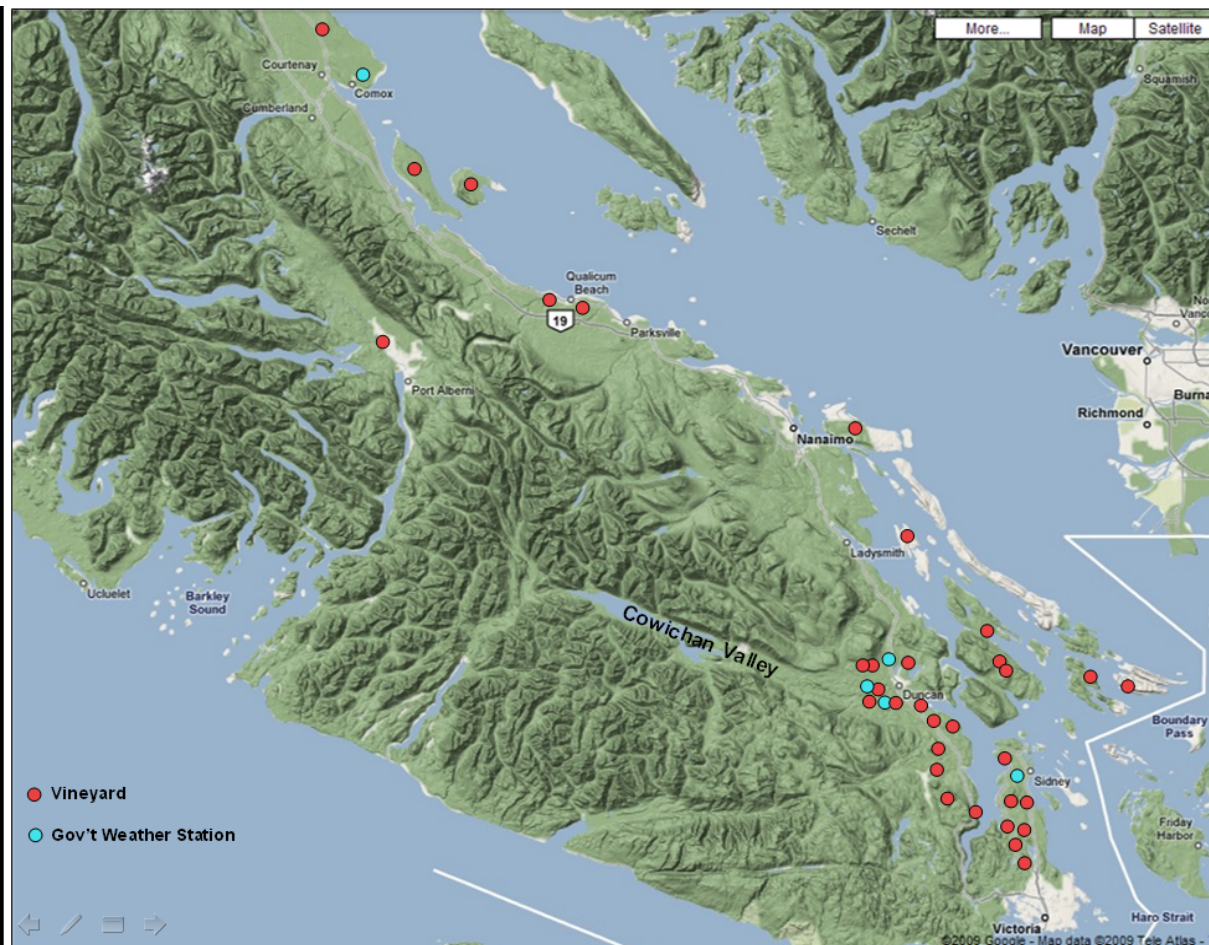 More...
Map
Satellite
Squamish
Courtenay
Comox
Cumberland
Sechelt
Qualicum
Beach
19
Parksville
Vancouver
Richmond
Port Alberni
Nanaimo
Ladysmith
Ucluelet
Barkley
Sound
Cowichan Valley
Duncan
Boundary
Pass
Sidney
Vineyard
Gov't Weather Station
Friday
Harbor
Victoria
Haro Strait
©2009 Google - Map data ©2009 Tele Atlas -